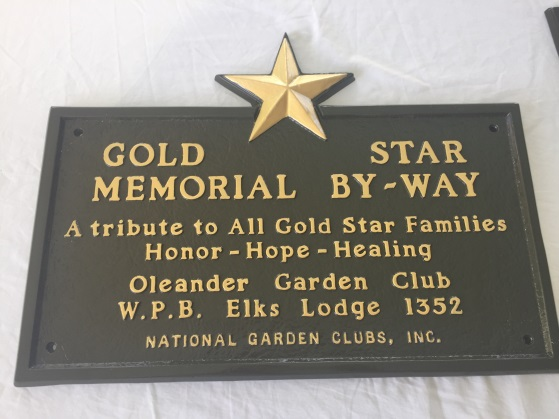 GOLD STAR
MEMORIAL BY-WAY
A tribute to All Gold Star Families
Honor-Hope-Healing
Oleander Garden Club
W.P.B. Elks Lodge 1352
NATIONAL GARDEN CLUBS, INC.